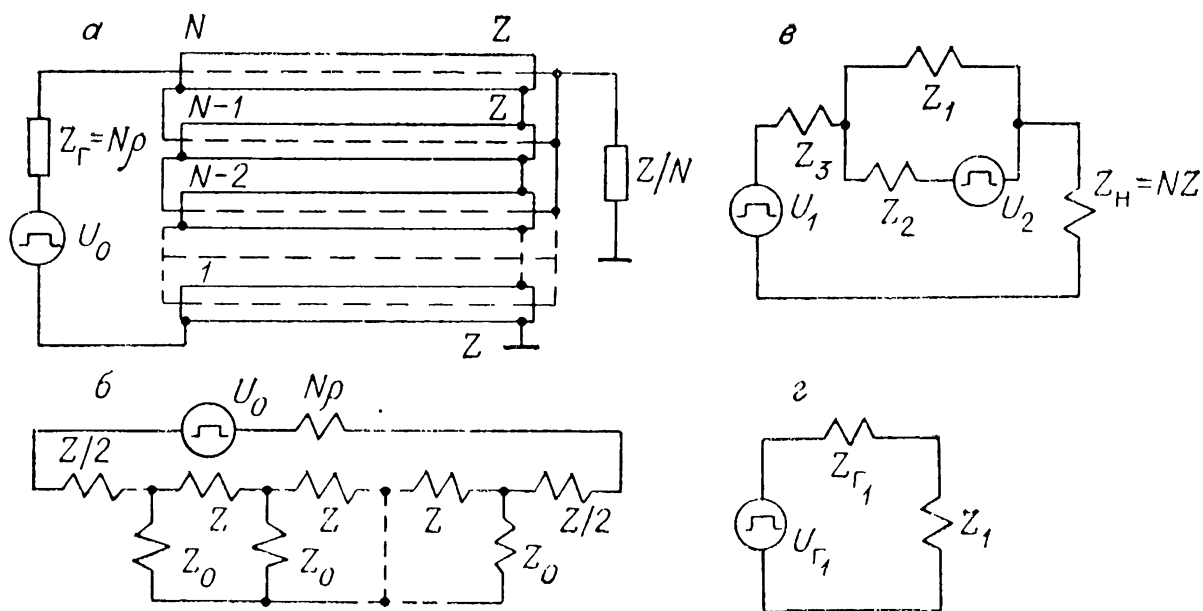 а
N
Z
Z_Г=Nρ
U_0
N-1
Z
N-2
1
Z
Z/N
в
Z_1
Z_3
Z_2
U_1
U_2
Z_Н=NZ
б
U_0
Nρ
Z/2
Z
Z
Z
Z/2
Z_0
Z_0
Z_0
г
Z_Г1
U_Г1
Z_1